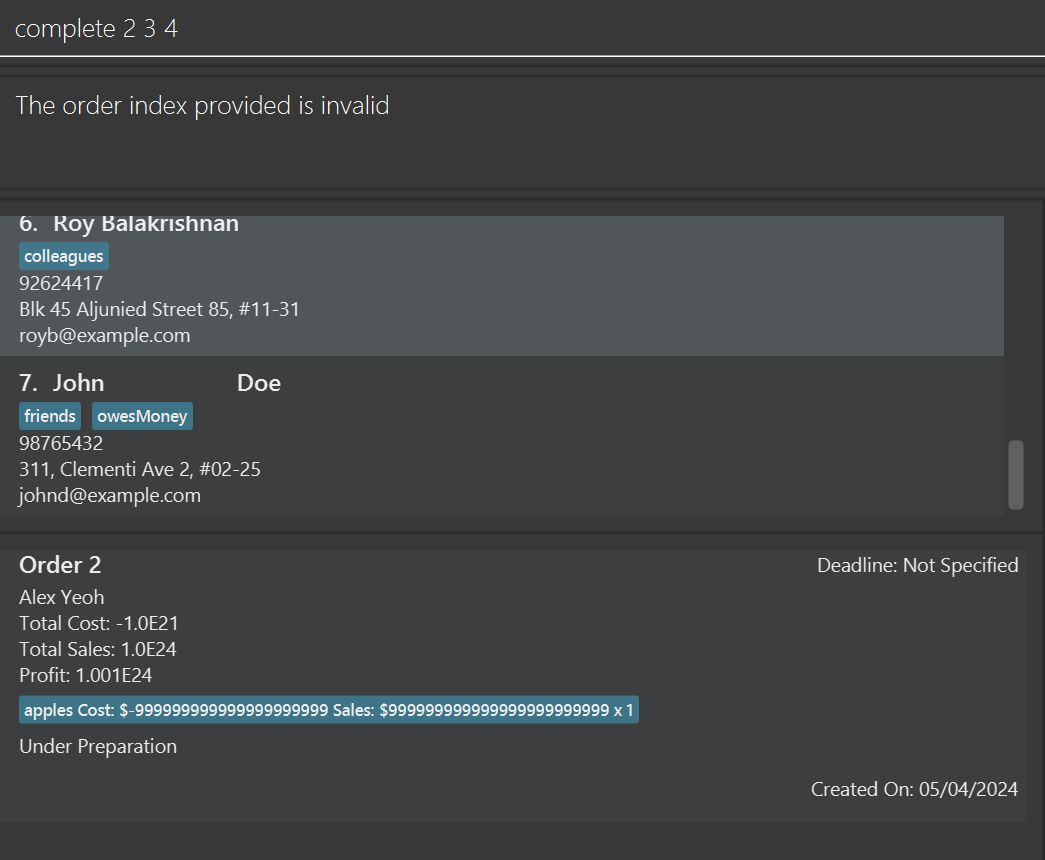 complete 2 3 4
The order index provided is invalid
6. Roy Balakrishnan
colleagues
92624417
Blk 45 Aljunied Street 85, #11-31
royb@example.com
7. John Doe
friends owesMoney
98765432
311, Clementi Ave 2, #02-25
johnd@example.com
Order 2 Deadline: Not Specified
Alex Yeoh
Total Cost: -1.0E21
Total Sales: 1.0E24
Profit: 1.001E24
apples Cost: $-999999999999999999999 Sales: $999999999999999999999999 x 1
Under Preparation
Created On: 05/04/2024